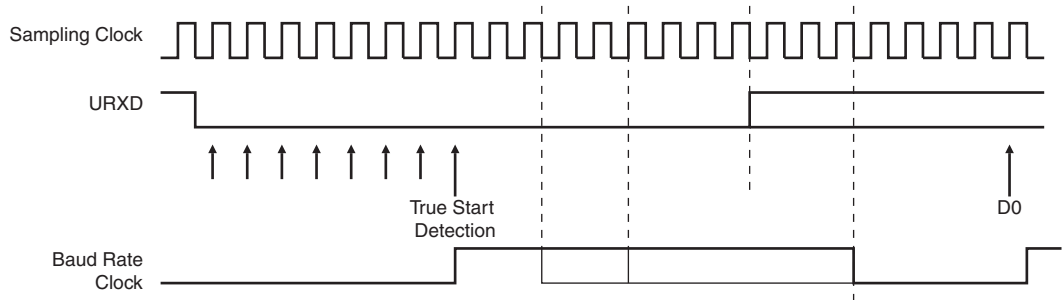 Sampling Clock
URXD
True Start
Detection
D0
Baud Rate
Clock